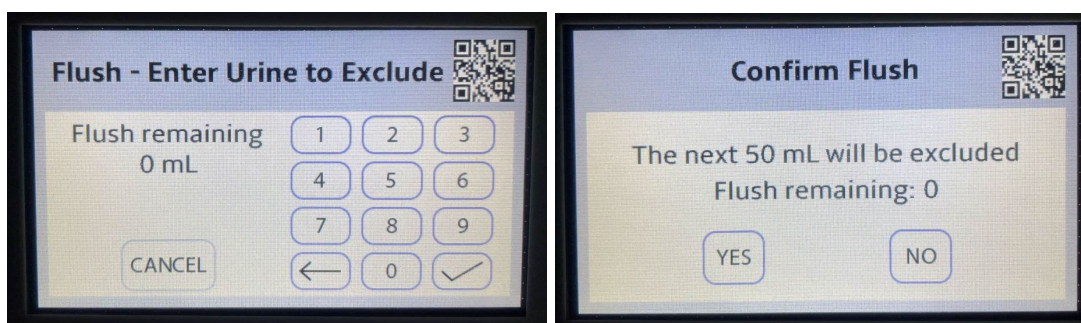 Flush - Enter Urine to Exclude
Flush remaining
0 mL
1 2 3
4 5 6
7 8 9
CANCEL
0
Confirm Flush
The next 50 mL will be excluded
Flush remaining: 0
YES NO